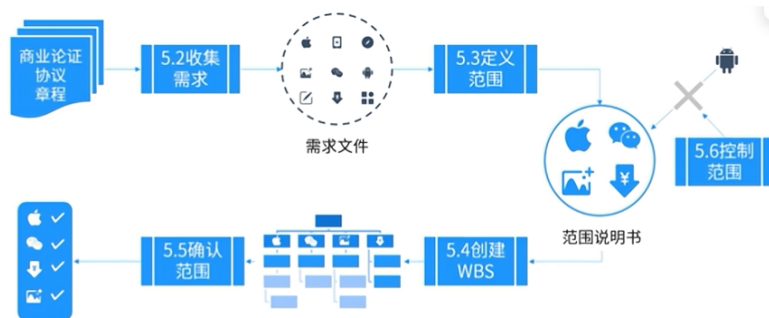 商业论证
协议
章程
5.2收集
需求
需求文件
5.3定义
范围
5.6控制
范围
范围说明书
¥
5.4创建
WBS
5.5确认
范围